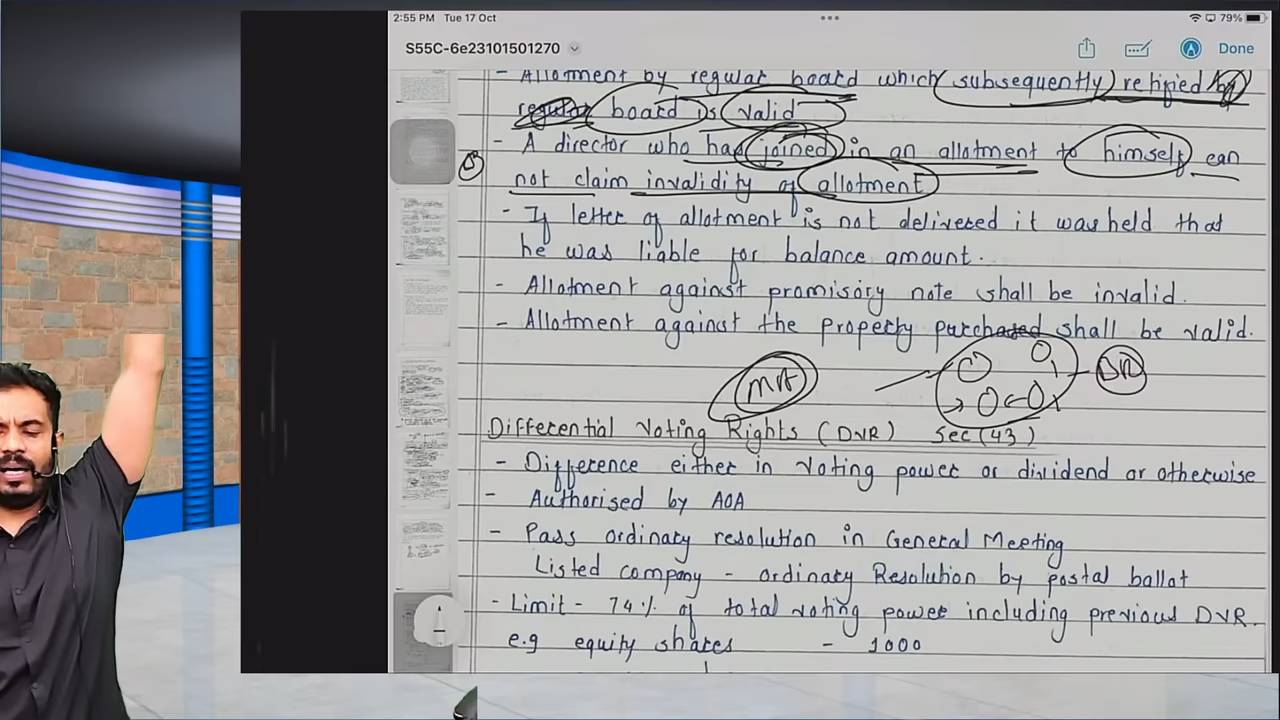 2:55 PM Tue 17 Oct
79%
S55C-6e23101501270
Done
- Allotment by regular board which subsequently retified by
regular board is valid
- A director who had joined in an allotment to himself can
not claim invalidity of allotment
- If letter of allotment is not delivered it was held that
he was liable for balance amount.
- Allotment against promisory note shall be invalid.
- Allotment against the property purchased shall be valid.
Differential Voting Rights (DVR) Sec (43)
- Difference either in voting power or dividend or otherwise
- Authorised by AOA
- Pass ordinary resolution in General Meeting
Listed company - ordinary Resolution by postal ballot
- Limit - 74% of total voting power including previous DVR.
e.g equity shares - 1000